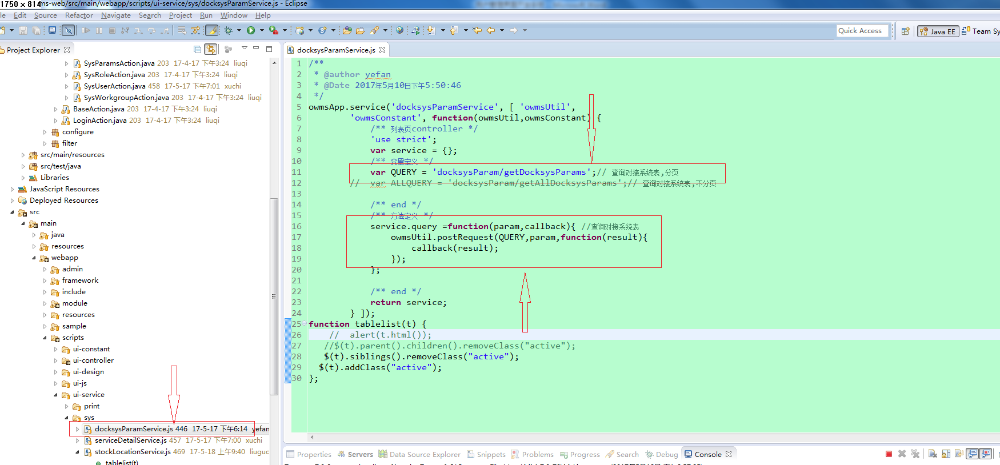 1750 × 814
ms-web/src/main/webapp/scripts/ui-service/sys/docksysParamService.js - Eclipse
le Edit Source Refactor Navigate Search Project Run Window Help
Quick Access
Java EE
Team Sy
Project Explorer
SysParamsAction.java 203 17-4-17 下午3:24 liuqi
SysRoleAction.java 203 17-4-17 下午3:24 liuqi
SysUserAction.java 458 17-5-17 下午7:01 xuchi
SysWorkgroupAction.java 203 17-4-17 下午3:24 liuqi
BaseAction.java 203 17-4-17 下午3:24 liuqi
LoginAction.java 203 17-4-17 下午3:24 liuqi
configure
filter
src/main/resources
src/test/java
Libraries
JavaScript Resources
Deployed Resources
src
main
java
resources
webapp
admin
framework
include
module
resources
sample
scripts
ui-constant
ui-controller
ui-design
ui-js
ui-service
print
sys
docksysParamService.js 446 17-5-17 下午6:14 yefan
serviceDetailService.js 457 17-5-17 下午7:00 xuchi
stockLocationService.js 469 17-5-18 上午9:40 liuguc
tablelist(t)
docksysParamService.js
1 /**
2 * @author yefan
3 * @Date 2017年5月10日下午5:50:46
4 */
5 owmsApp.service('docksysParamService', [ 'owmsUtil',
6 'owmsConstant', function(owmsUtil,owmsConstant) {
7 /** 列表页controller */
8 'use strict';
9 var service = {};
10 /** 变量定义 */
11 var QUERY = 'docksysParam/getDocksysParams';// 查询对接系统表,分页
12 // var ALLQUERY = 'docksysParam/getAllDocksysParams';// 查询对接系统表,不分页
13
14 /** end */
15 /** 方法定义 */
16 service.query =function(param,callback){ //查询对接系统表
17 owmsUtil.postRequest(QUERY,param,function(result){
18 callback(result);
19 });
20 };
21
22 /** end */
23 return service;
24 } ]);
25 function tablelist(t) {
26 // alert(t.html());
27 //$(t).parent().children().removeClass("active");
28 $(t).siblings().removeClass("active");
29 $(t).addClass("active");
30 };
Properties Servers Data Source Explorer Snippets Problems Progress Search Debug Console